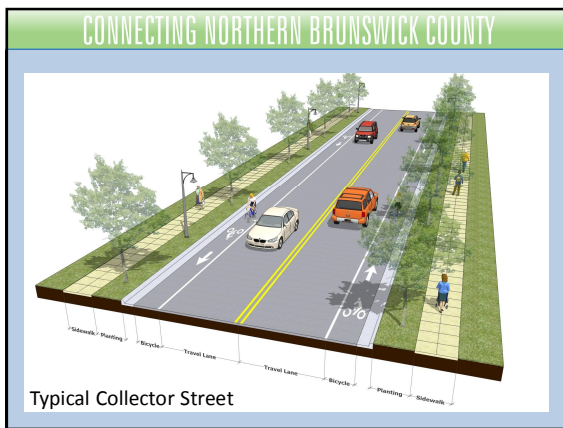 CONNECTING NORTHERN BRUNSWICK COUNTY
Sidewalk
Planting
Bicycle
Travel Lane
Travel Lane
Bicycle
Planting
Sidewalk
Typical Collector Street